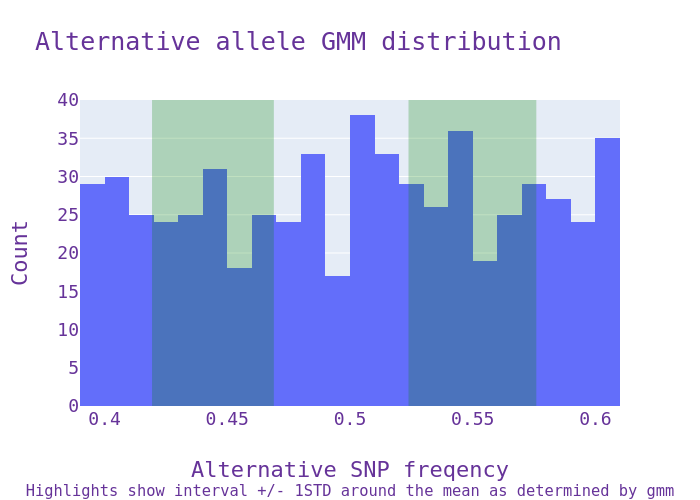 Alternative allele GMM distribution
40
35
30
25
20
15
10
5
0
Count
0.4 0.45 0.5 0.55 0.6
Alternative SNP freqency
Highlights show interval +/- 1STD around the mean as determined by gmm